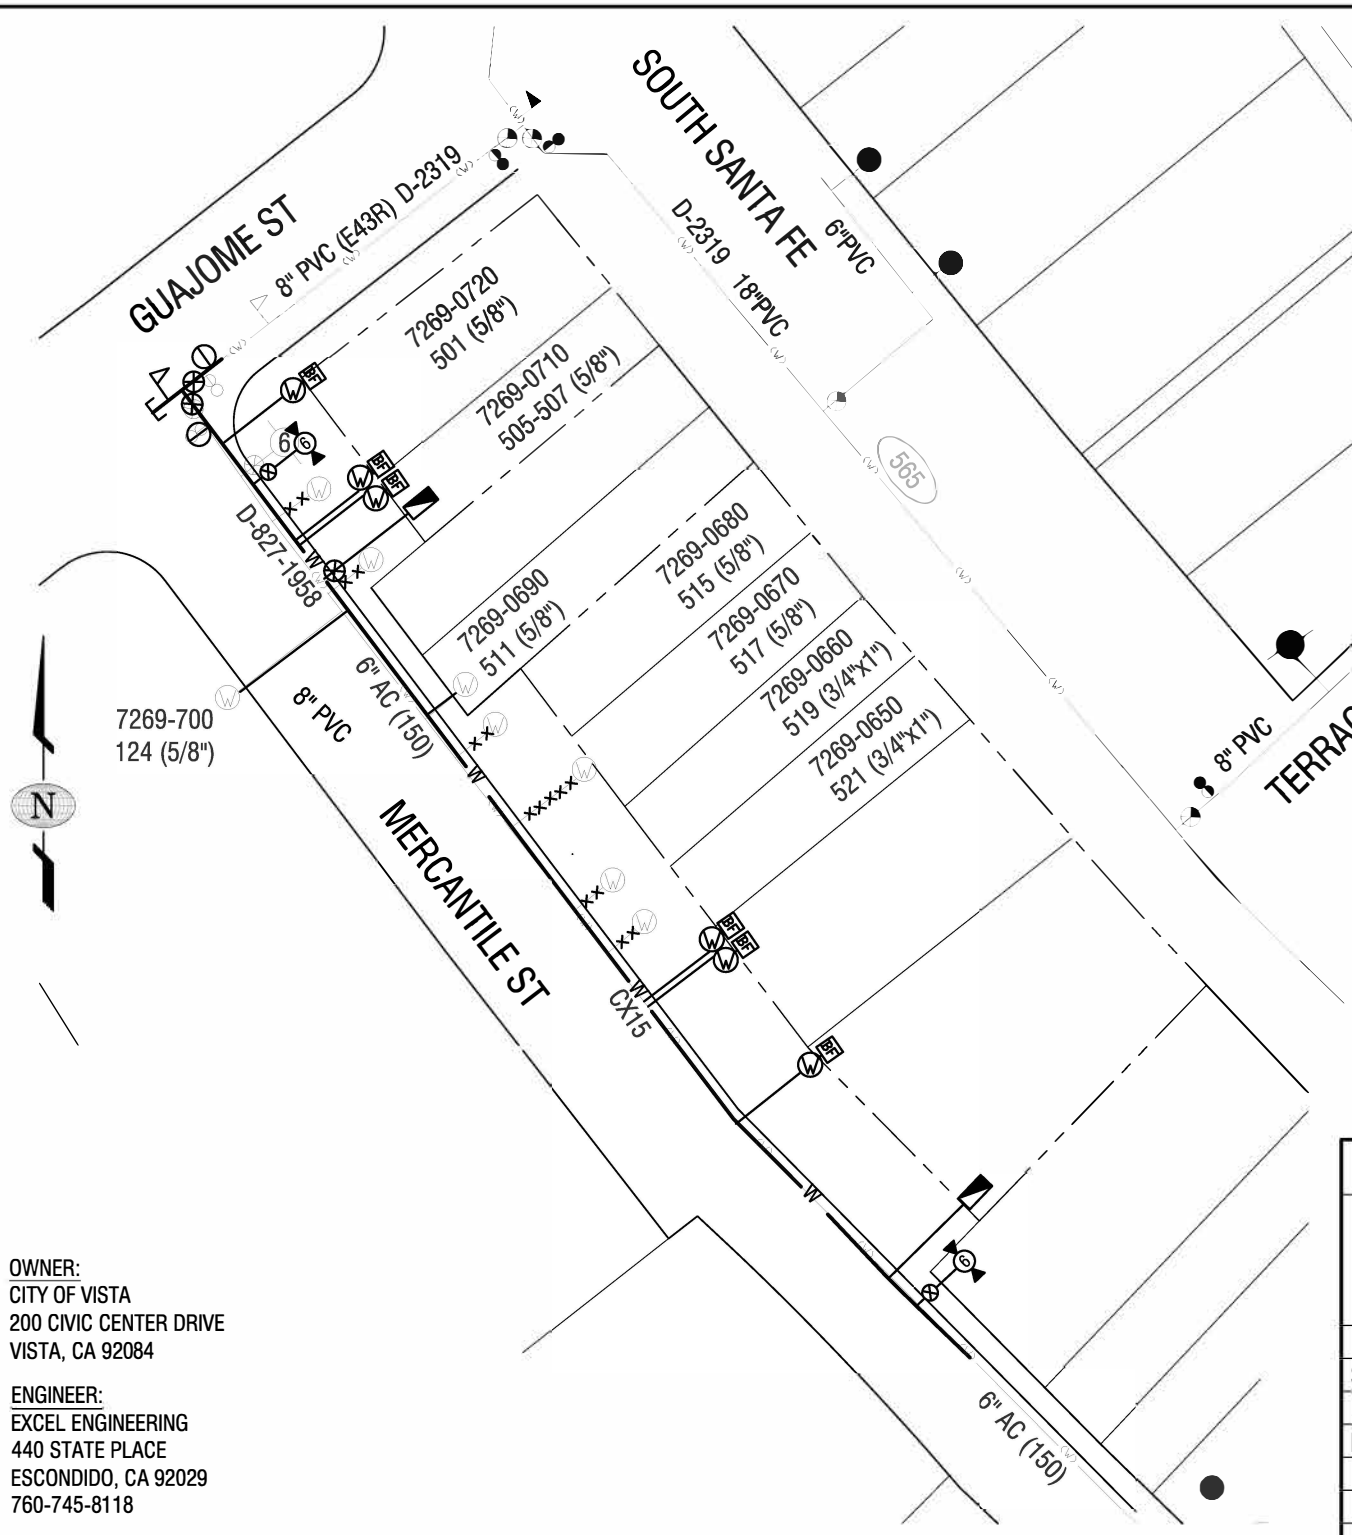 SOUTH SANTA FE
GUAJOME ST
8" PVC (E43R) D-2319
D-2319 18"PVC
6"PVC
565
7269-0720
501 (5/8")
7269-0710
505-507 (5/8")
BF
W
6
6
BF
BF
W
W
W
W
D-827-1958
W
W
7269-0690
511 (5/8")
7269-0680
515 (5/8")
7269-0670
517 (5/8")
7269-0660
519 (3/4"x1")
7269-0650
521 (3/4"x1")
6" AC (150)
8" PVC
W
7269-700
124 (5/8")
W
W
W
W
W
W
N
MERCANTILE ST
8" PVC
BF
BF
W
W
W
CX15
BF
W
W
6
6" AC (150)
OWNER:
CITY OF VISTA
200 CIVIC CENTER DRIVE
VISTA, CA 92084
ENGINEER:
EXCEL ENGINEERING
440 STATE PLACE
ESCONDIDO, CA 92029
760-745-8118